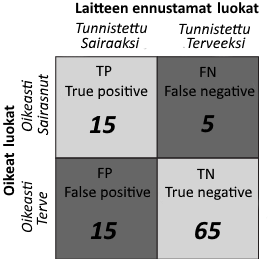 Laitteen ennustamat luokat
Tunnistettu Sairaaksi
Tunnistettu Terveeksi
Oikeat luokat
Oikeasti Sairasnut
TP
True positive
15
FN
False negative
5
Oikeasti Terve
FP
False positive
15
TN
True negative
65